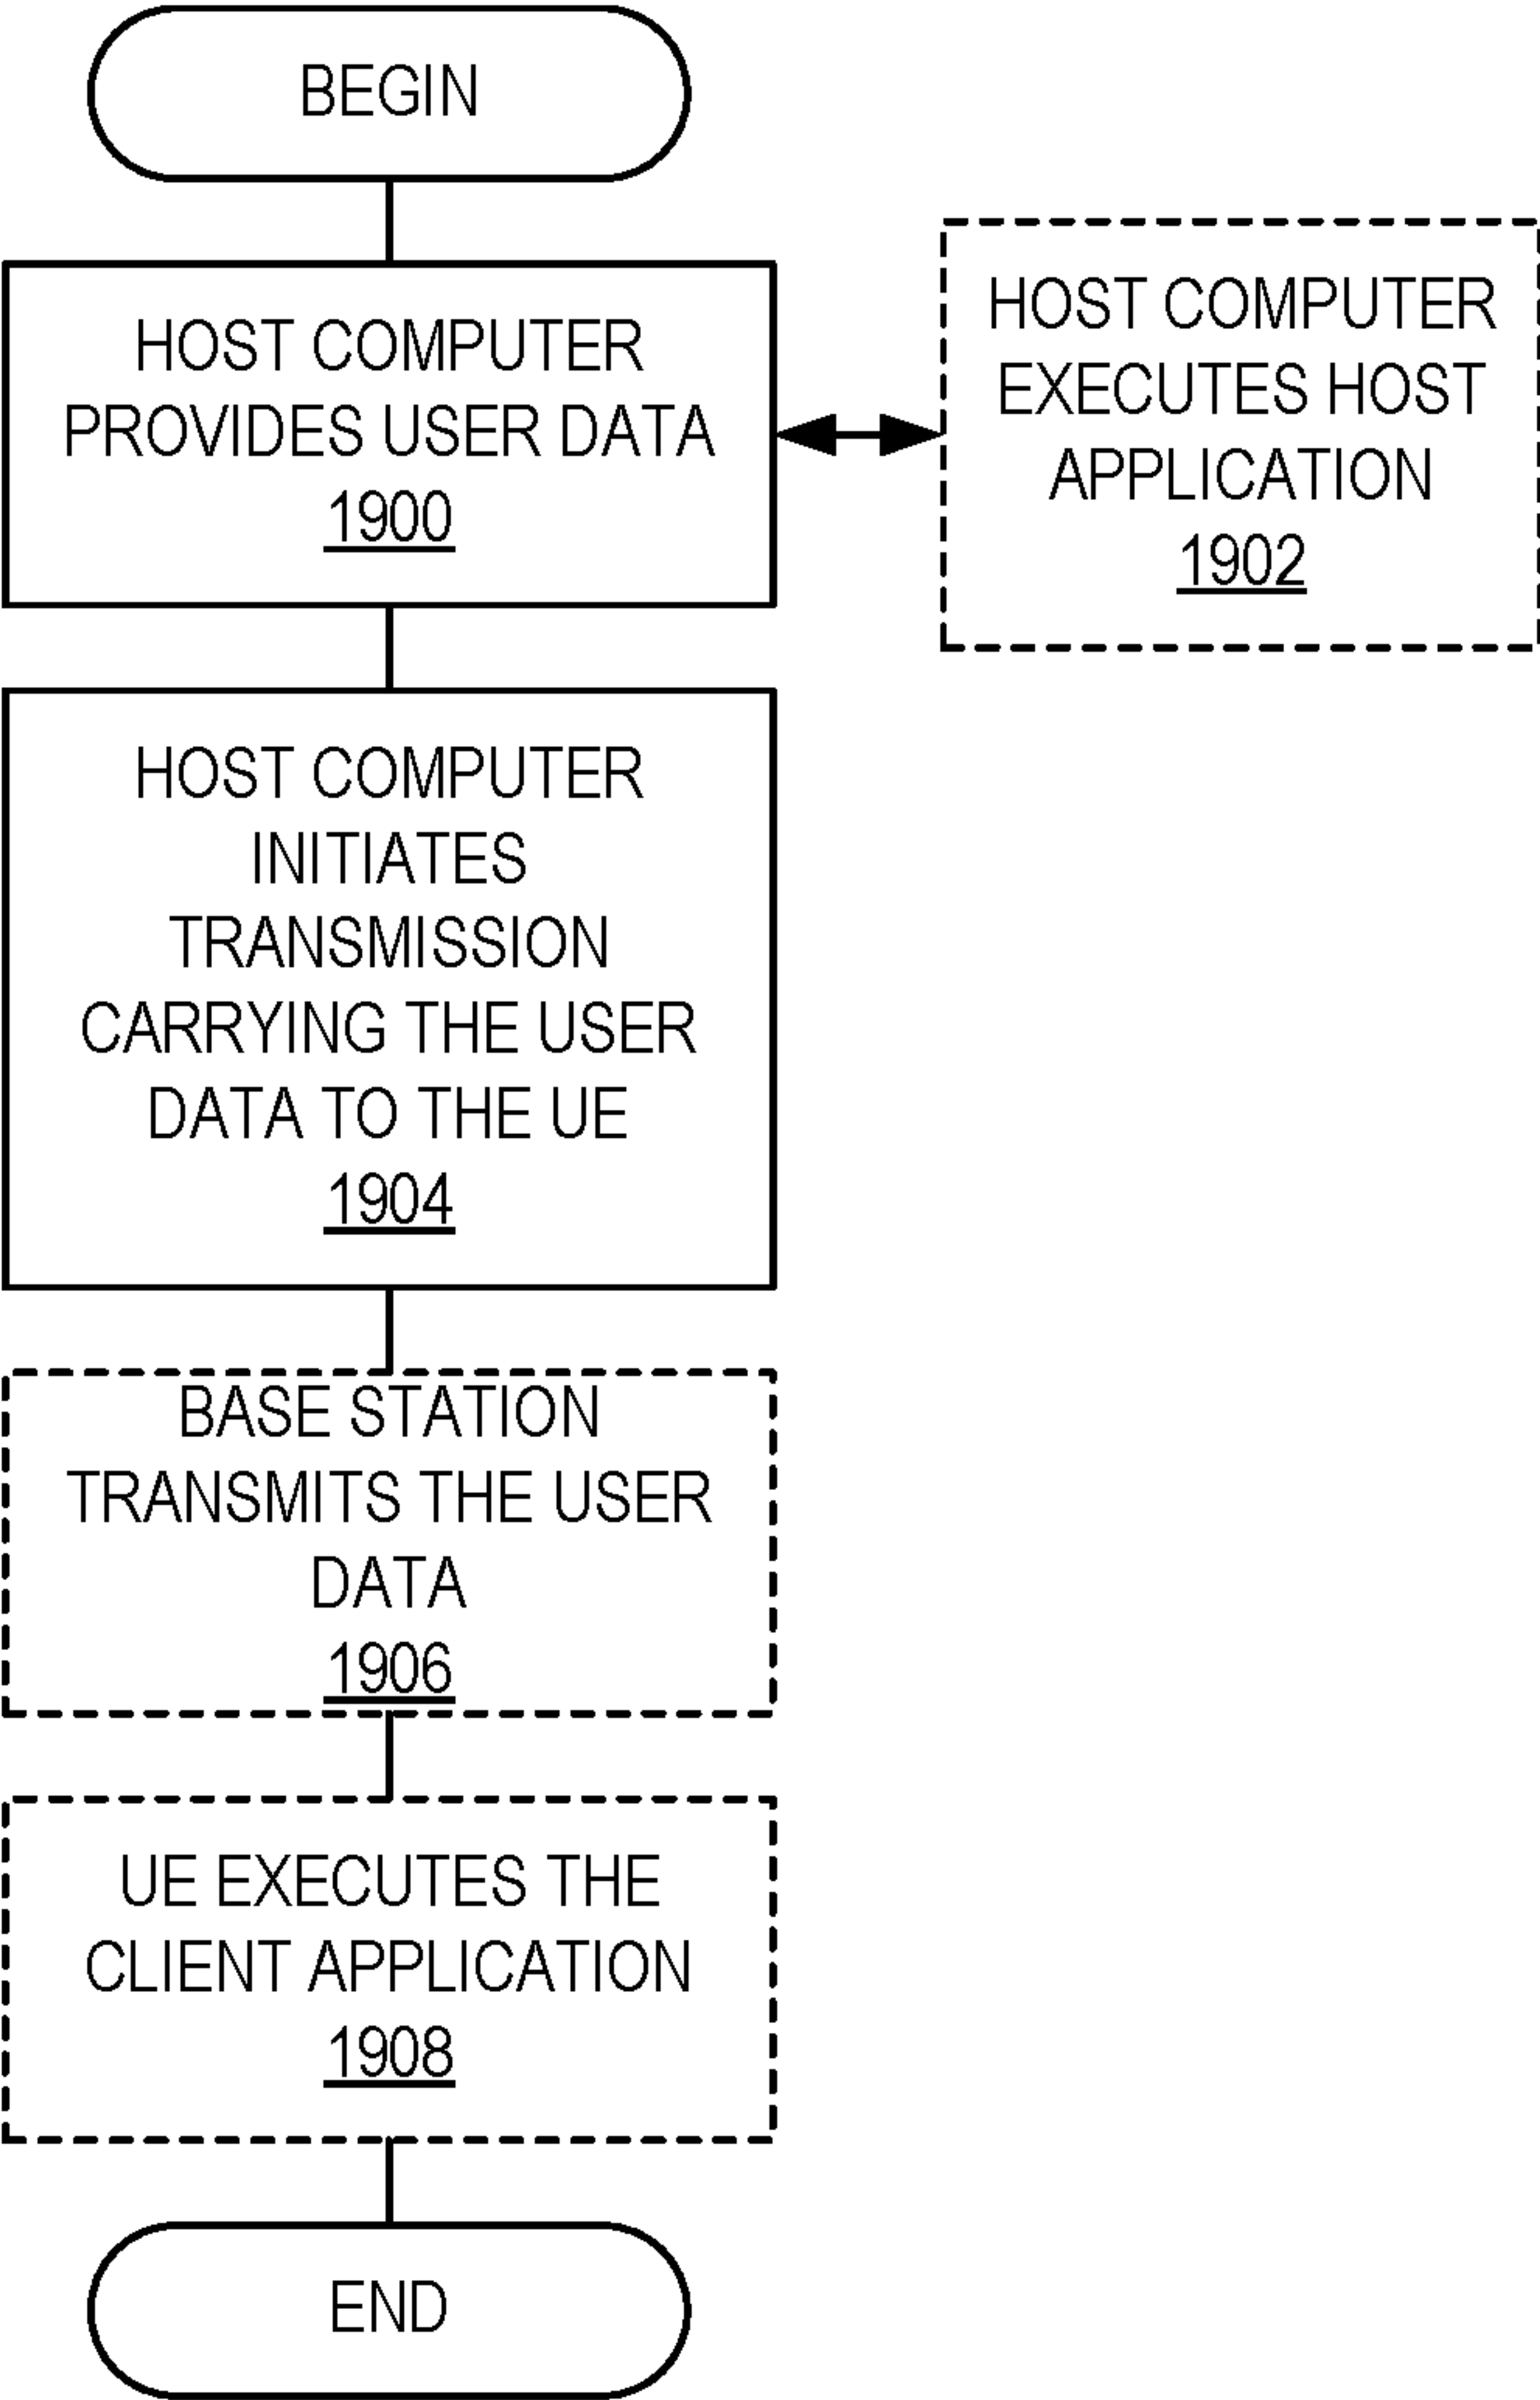 BEGIN
HOST COMPUTER
PROVIDES USER DATA
1900
HOST COMPUTER
EXECUTES HOST
APPLICATION
1902
HOST COMPUTER
INITIATES
TRANSMISSION
CARRYING THE USER
DATA TO THE UE
1904
BASE STATION
TRANSMITS THE USER
DATA
1906
UE EXECUTES THE
CLIENT APPLICATION
1908
END